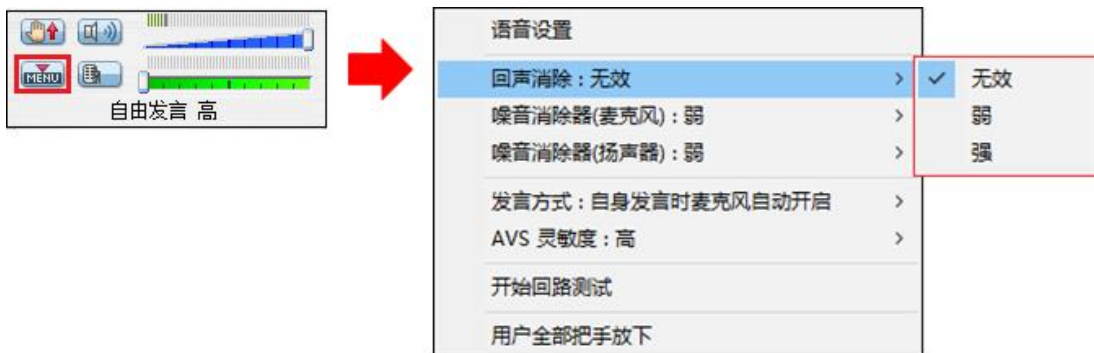 MENU
自由发言 高
语音设置
回声消除：无效
噪音消除器(麦克风)：弱
噪音消除器(扬声器)：弱
发言方式：自身发言时麦克风自动开启
AVS 灵敏度：高
开始回路测试
用户全部把手放下
无效
弱
强